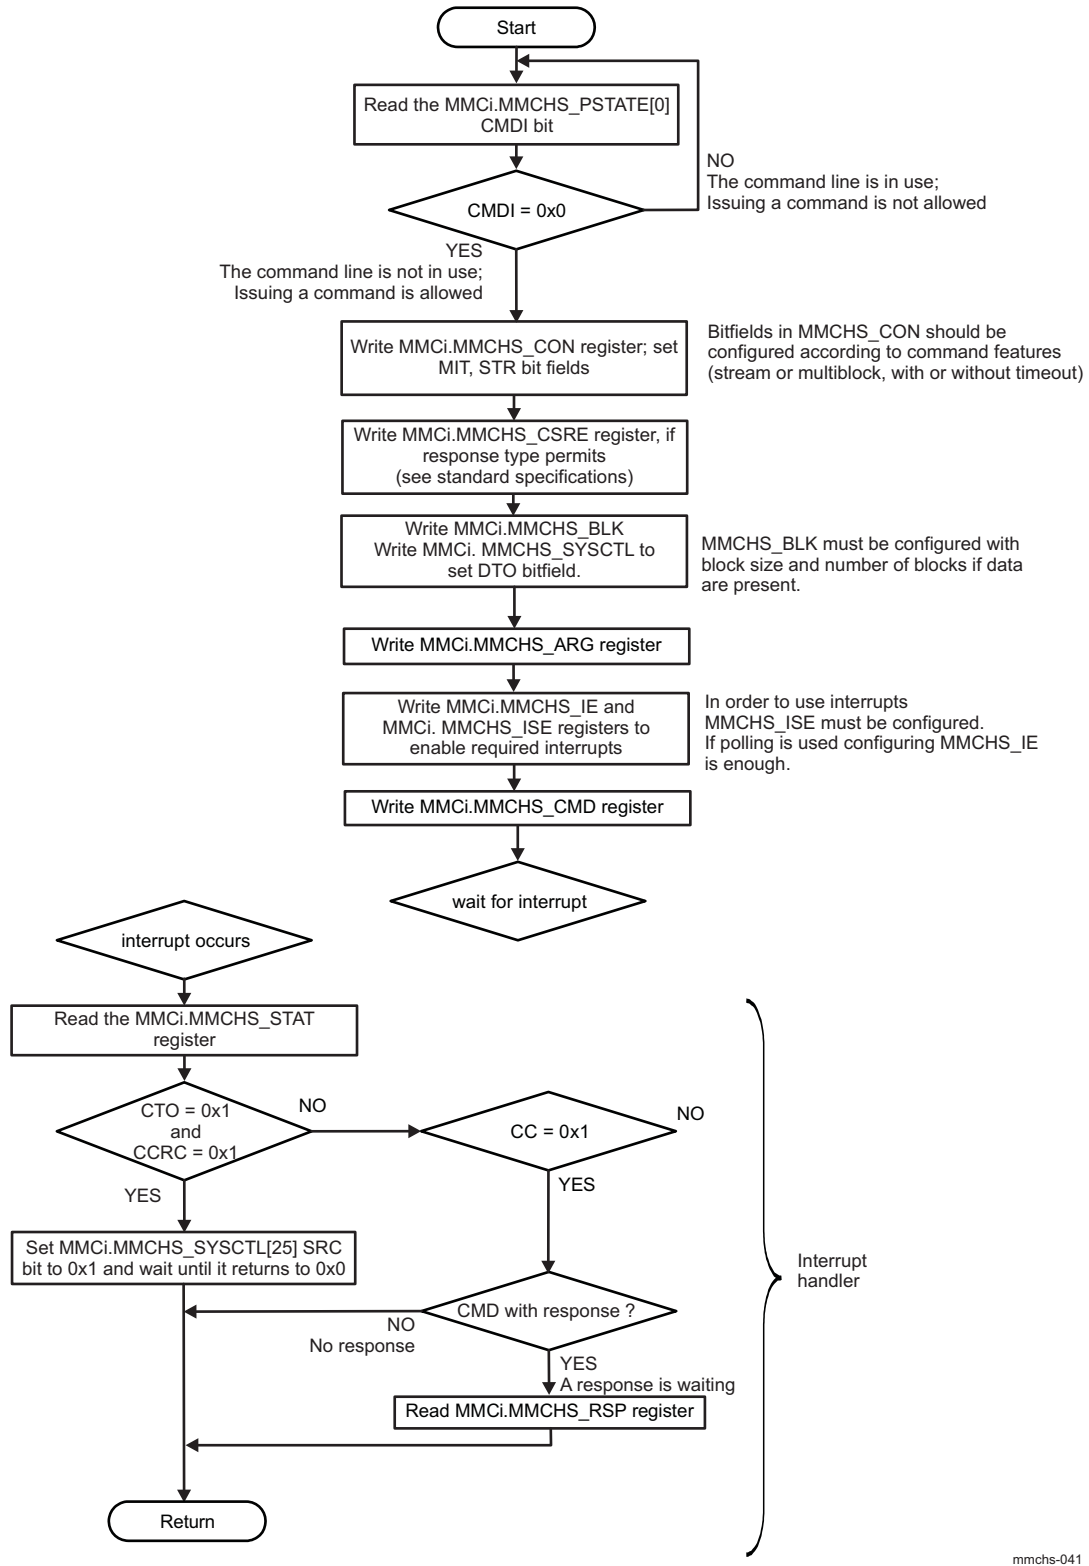 Start
Read the MMCi.MMCHS_PSTATE[0]
CMDI bit
CMDI = 0x0
NO
The command line is in use;
Issuing a command is not allowed
YES
The command line is not in use;
Issuing a command is allowed
Write MMCi.MMCHS_CON register; set
MIT, STR bit fields
Bitfields in MMCHS_CON should be
configured according to command features
(stream or multiblock, with or without timeout)
Write MMCi.MMCHS_CSRE register, if
response type permits
(see standard specifications)
Write MMCi.MMCHS_BLK
Write MMCi. MMCHS_SYSCTL to
set DTO bitfield.
MMCHS_BLK must be configured with
block size and number of blocks if data
are present.
Write MMCi.MMCHS_ARG register
Write MMCi.MMCHS_IE and
MMCi. MMCHS_ISE registers to
enable required interrupts
In order to use interrupts
MMCHS_ISE must be configured.
If polling is used configuring MMCHS_IE
is enough.
Write MMCi.MMCHS_CMD register
wait for interrupt
interrupt occurs
Read the MMCi.MMCHS_STAT
register
CTO = 0x1
and
CCRC = 0x1
NO
CC = 0x1
NO
YES
YES
Set MMCi.MMCHS_SYSCTL[25] SRC
bit to 0x1 and wait until it returns to 0x0
Interrupt
handler
CMD with response ?
NO
No response
YES
A response is waiting
Read MMCi.MMCHS_RSP register
Return
mmchs-041